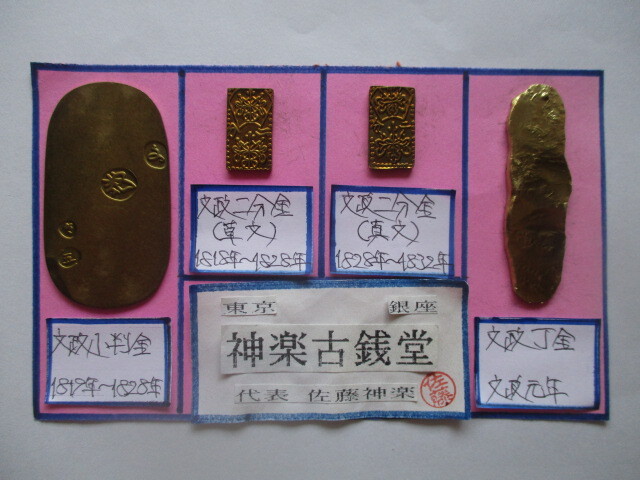 文政小判金
1819年～1828年
文政二分金
(草文)
1818年～1828年
文政二分金
(真文)
1828年～1832年
文政丁金
文政元年
東京 銀座
神楽古銭堂
代表 佐藤神楽
佐藤